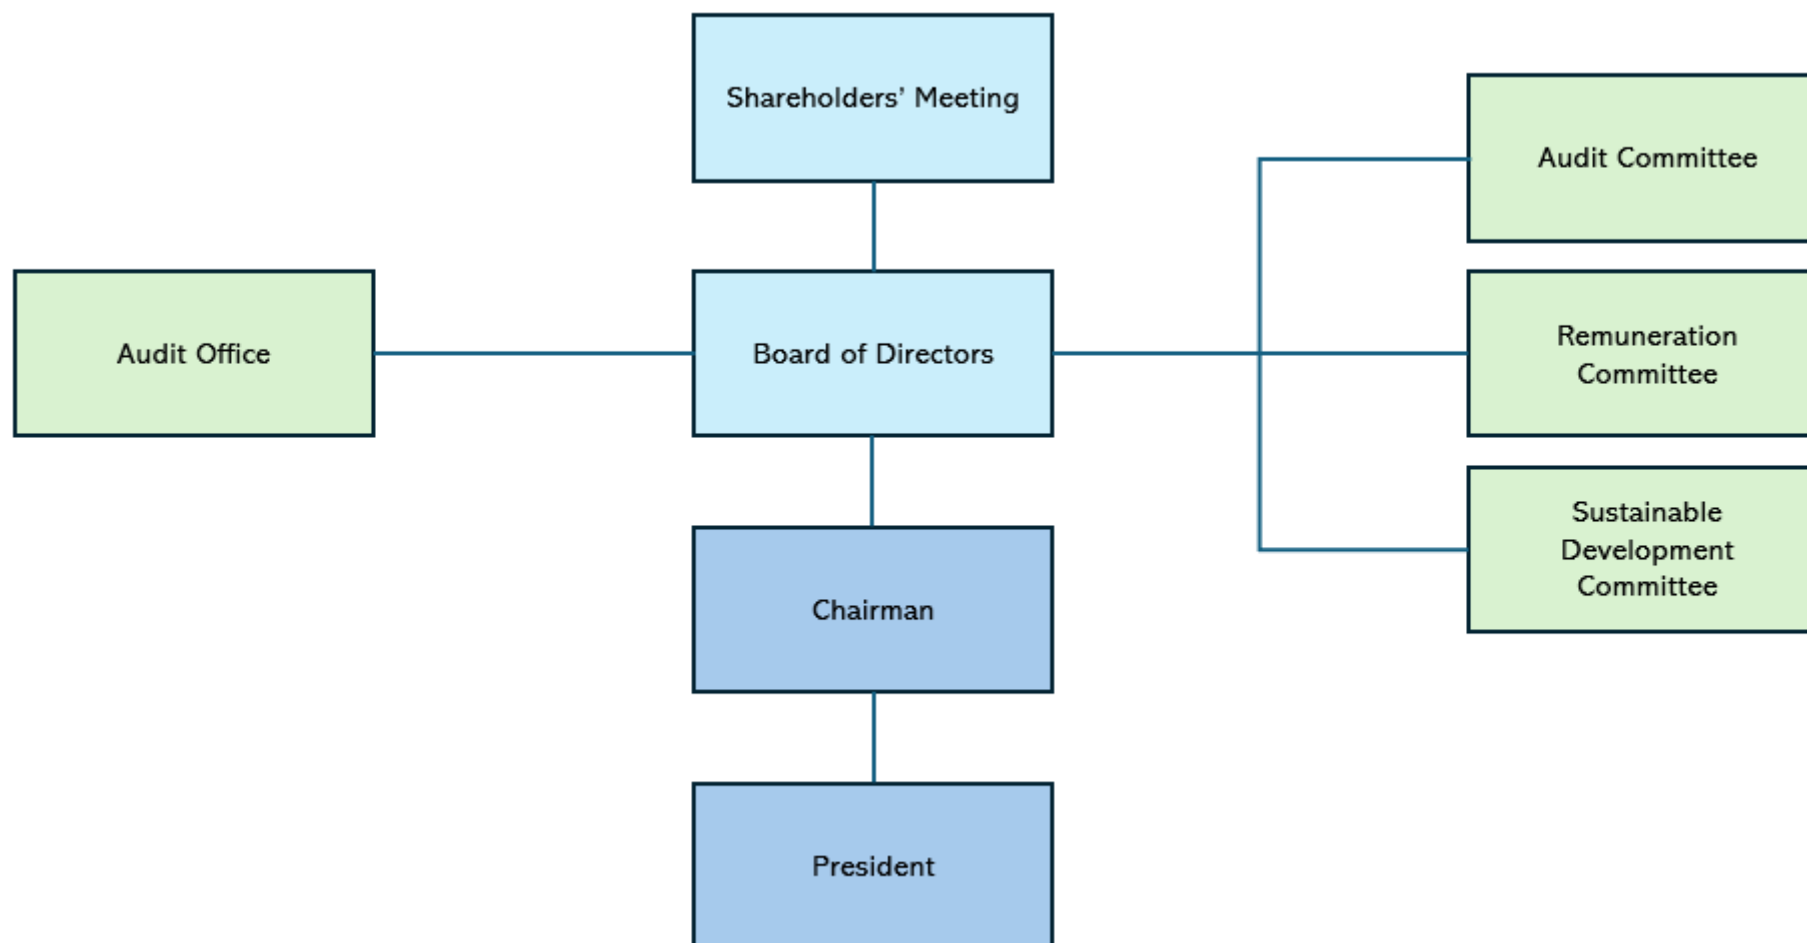 Shareholders’ Meeting
Audit Committee
Audit Office
Board of Directors
Remuneration
Committee
Sustainable
Development
Committee
Chairman
President